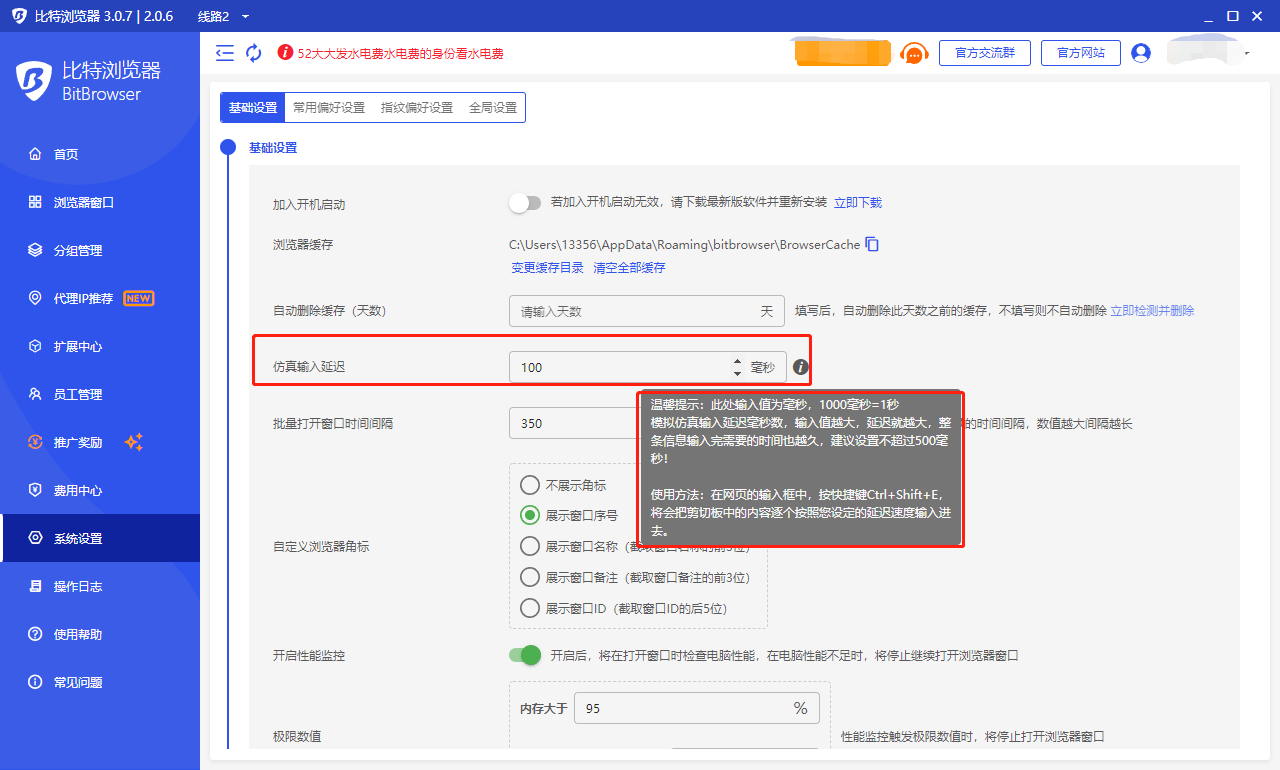 比特浏览器 3.0.7 | 2.0.6 线路2
比特浏览器
BitBrowser
首页
浏览器窗口
分组管理
代理IP推荐 NEW
扩展中心
员工管理
推广奖励
费用中心
系统设置
操作日志
使用帮助
常见问题
52大大发水电费水电费的身份看水电费
官方交流群 官方网站
基础设置 常用偏好设置 指纹偏好设置 全局设置
基础设置
加入开机启动 若加入开机启动无效，请下载最新版软件并重新安装 立即下载
浏览器缓存 C:\Users\13356\AppData\Roaming\bitbrowser\BrowserCache
变更缓存目录 清空全部缓存
自动删除缓存（天数） 请输入天数 天 填写后，自动删除此天数之前的缓存，不填写则不自动删除 立即检测并删除
仿真输入延迟 100 毫秒
温馨提示：此处输入值为毫秒，1000毫秒=1秒
模拟仿真输入延迟毫秒数，输入值越大，延迟就越大，整
条信息输入完需要的时间也越久，建议设置不超过500毫
秒！
使用方法：在网页的输入框中，按快捷键Ctrl+Shift+E，
将会把剪切板中的内容逐个按照您设定的延迟速度输入进
去。
批量打开窗口时间间隔 350 的时间间隔，数值越大间隔越长
自定义浏览器角标
不展示角标
展示窗口序号
展示窗口名称（截取窗口名称的前3位）
展示窗口备注（截取窗口备注的前3位）
展示窗口ID（截取窗口ID的后5位）
开启性能监控 开启后，将在打开窗口时检查电脑性能，在电脑性能不足时，将停止继续打开浏览器窗口
内存大于 95 %
极限数值 性能监控触发极限数值时，将停止打开浏览器窗口